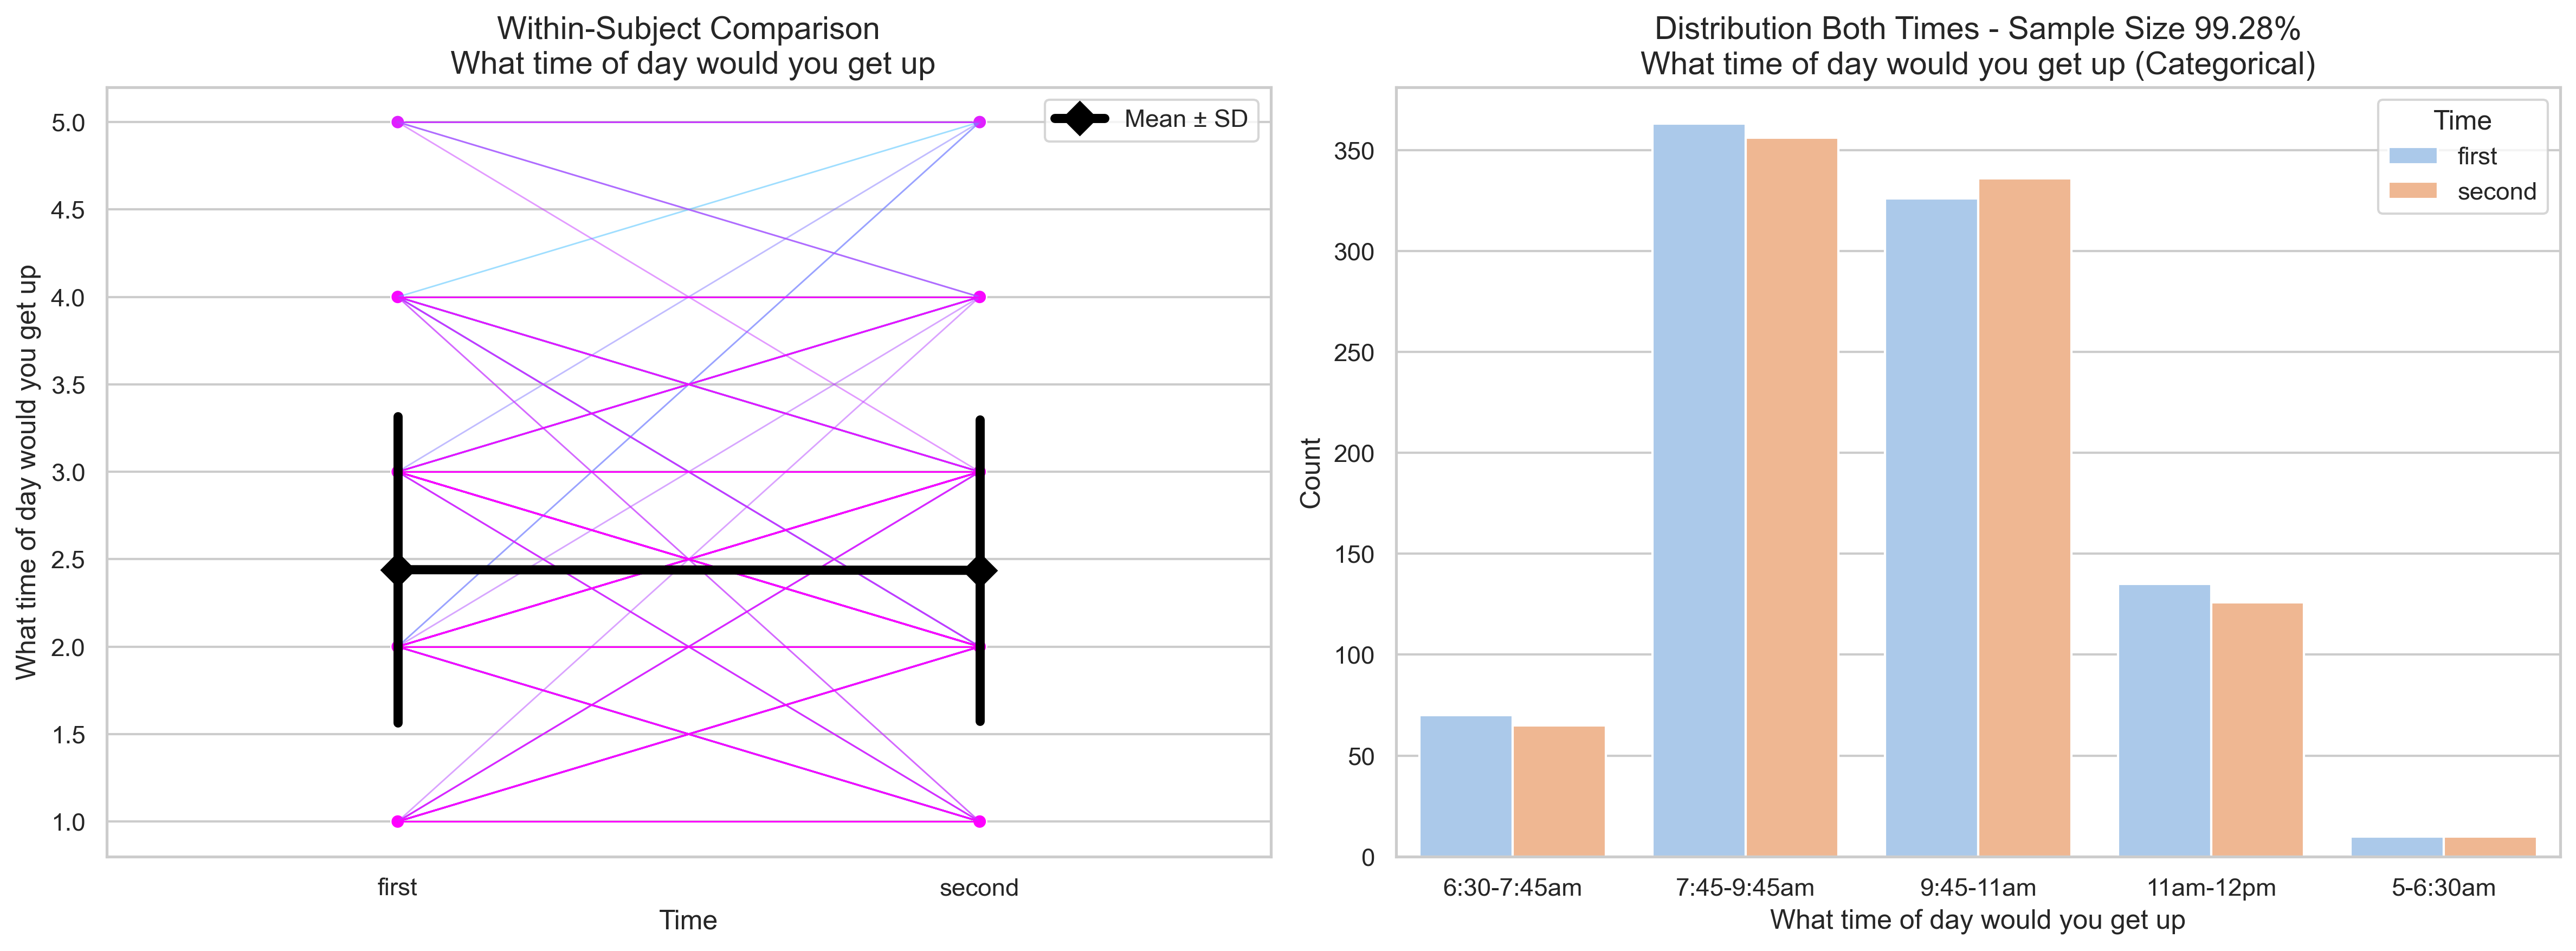 Within-Subject Comparison
What time of day would you get up
What time of day would you get up
5.0
4.5
4.0
3.5
3.0
2.5
2.0
1.5
1.0
Mean ± SD
first
second
Time
Distribution Both Times - Sample Size 99.28%
What time of day would you get up (Categorical)
Count
350
300
250
200
150
100
50
0
Time
first
second
6:30-7:45am
7:45-9:45am
9:45-11am
11am-12pm
5-6:30am
What time of day would you get up